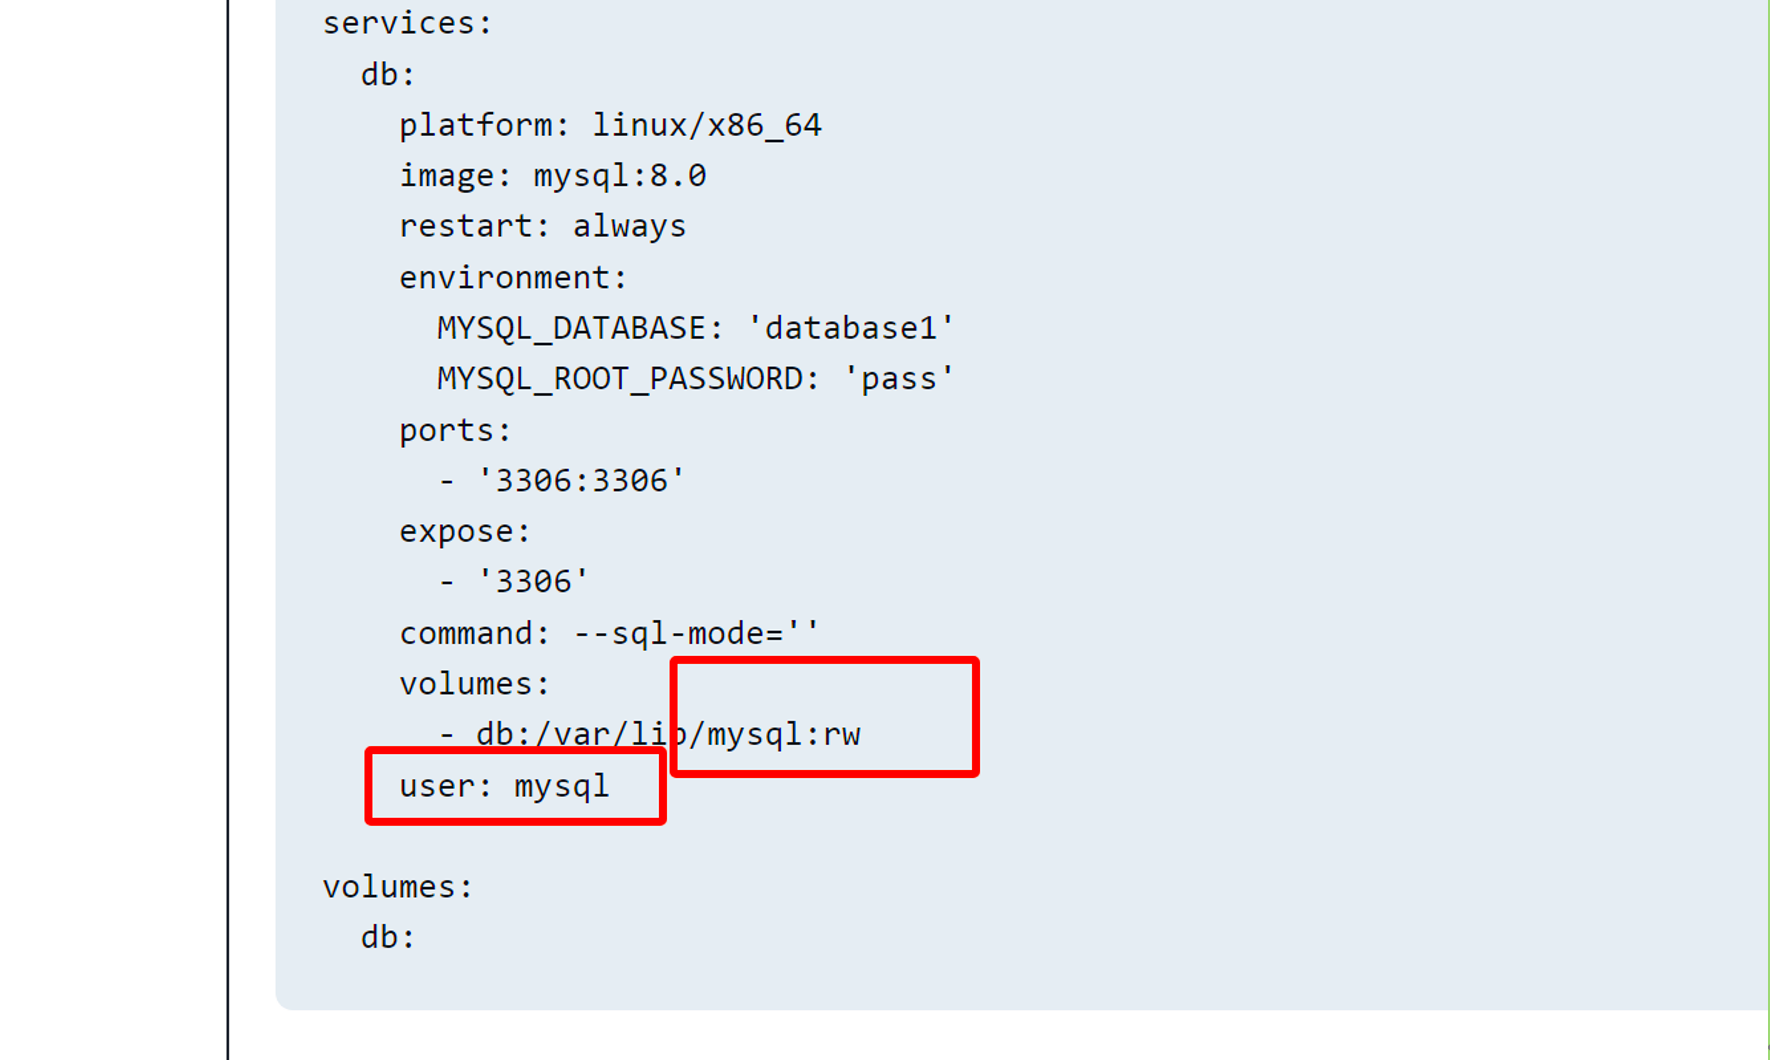 services:
db:
platform: linux/x86_64
image: mysql:8.0
restart: always
environment:
MYSQL_DATABASE: 'database1'
MYSQL_ROOT_PASSWORD: 'pass'
ports:
- '3306:3306'
expose:
- '3306'
command: --sql-mode=''
volumes:
- db:/var/lib/mysql:rw
user: mysql
volumes:
db: